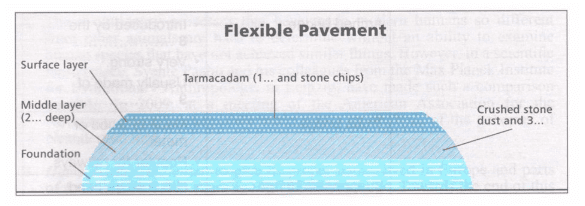 Flexible Pavement
Surface layer
Tarmacadam (1... and stone chips)
Middle layer
(2... deep)
Crushed stone
dust and 3...
Foundation